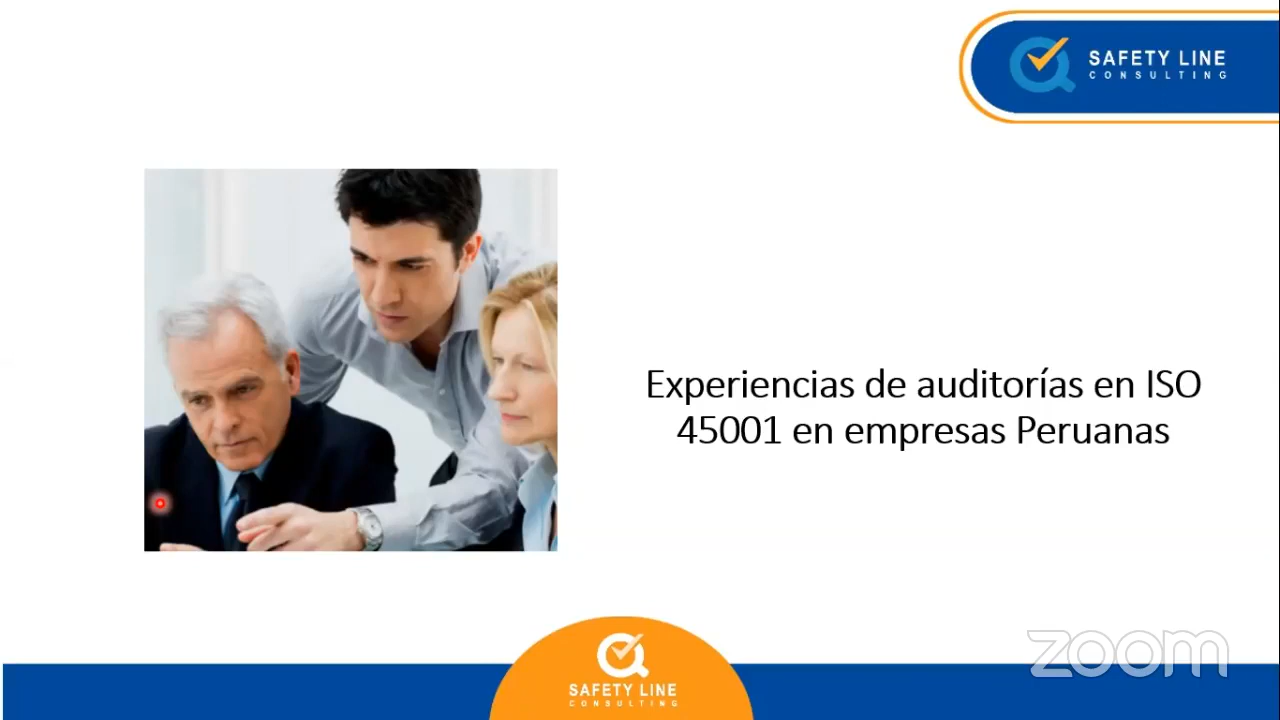 SAFETY LINE
CONSULTING
Experiencias de auditorías en ISO
45001 en empresas Peruanas
zoom
SAFETY LINE
CONSULTING